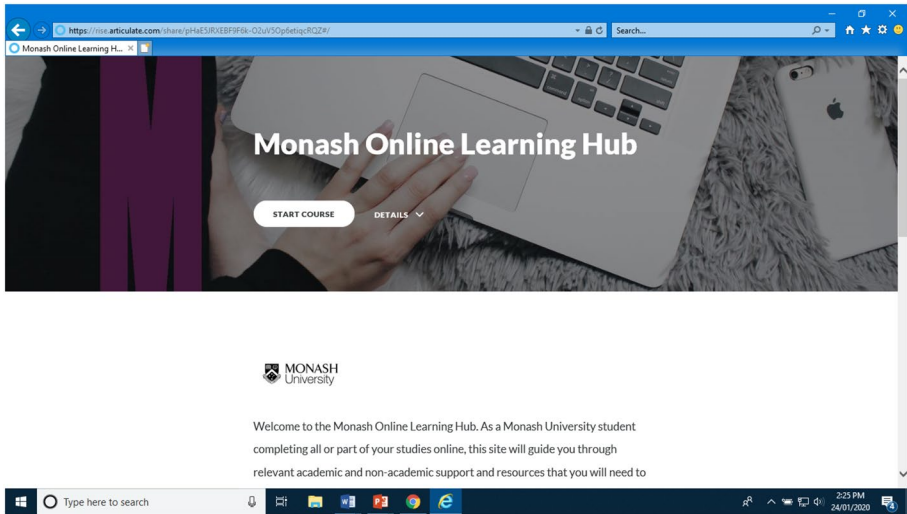 https://rise.articulate.com/share/pHaE5JRXEBF9F6k-O2uV5Op6etiqcRQZ#/
Search...
Monash Online Learning H...
Monash Online Learning Hub
START COURSE
DETAILS
MONASH
University
Welcome to the Monash Online Learning Hub. As a Monash University student
completing all or part of your studies online, this site will guide you through
relevant academic and non-academic support and resources that you will need to
Type here to search
2:25 PM
24/01/2020
4